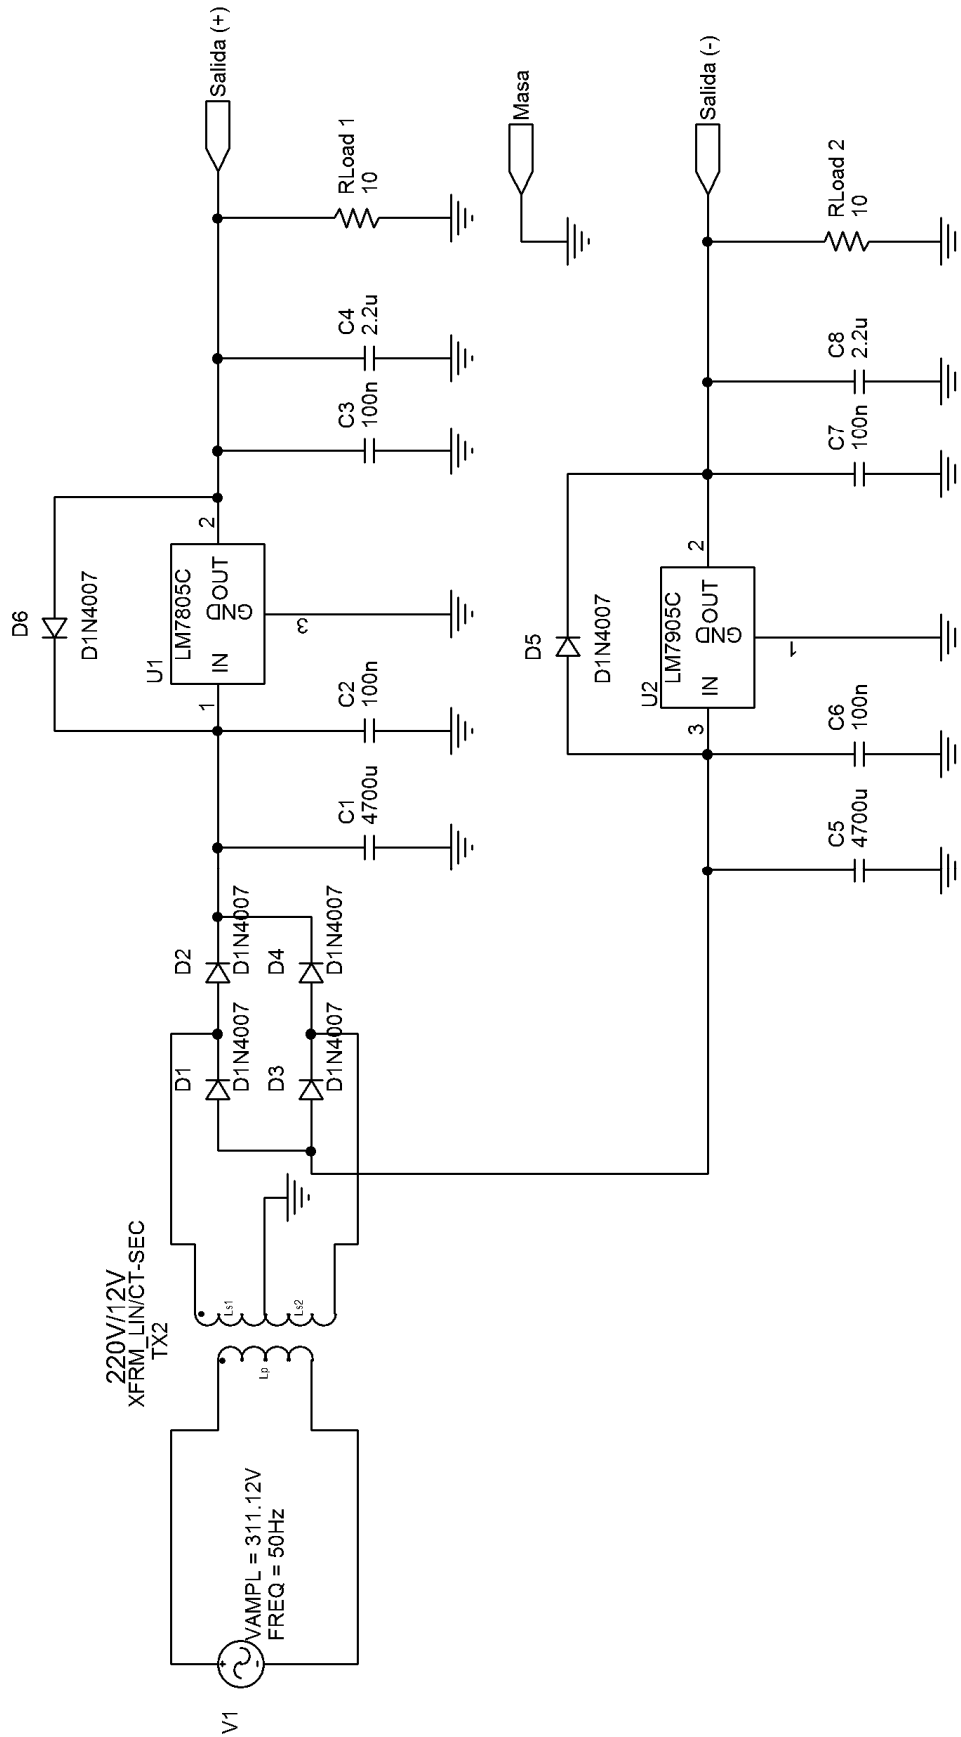 V1
VAMPL = 311.12V
FREQ = 50Hz
220V/12V
XFRM_LIN/CT-SEC
TX2
Lp
Ls1
Ls2
D1
D1N4007
D2
D1N4007
D3
D1N4007
D4
D1N4007
C1
4700u
C2
100n
D6
D1N4007
U1
LM7805C
IN
OUT
GND
1
2
3
C3
100n
C4
2.2u
RLoad 1
10
Salida (+)
Masa
C5
4700u
C6
100n
D5
D1N4007
U2
LM7905C
IN
OUT
GND
3
2
1
C7
100n
C8
2.2u
RLoad 2
10
Salida (-)